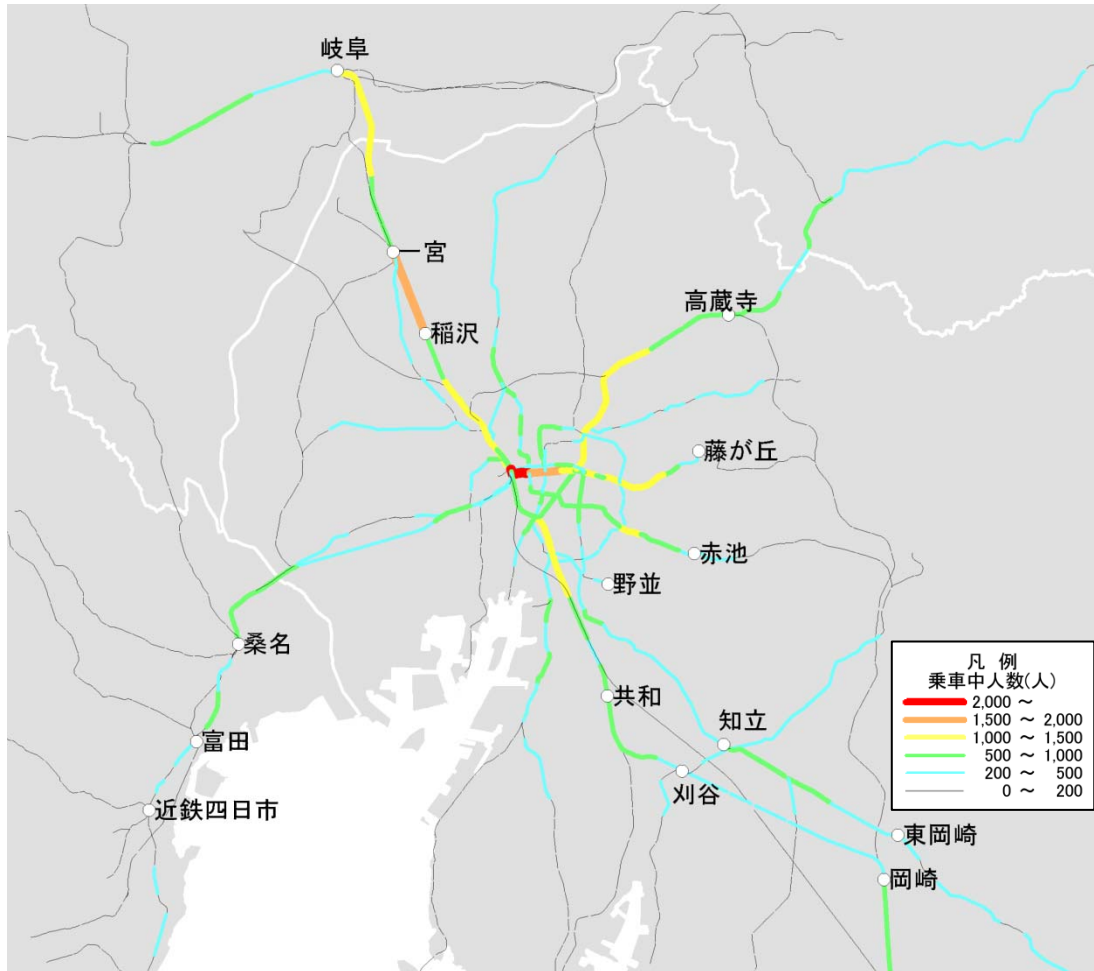 岐阜
一宮
稲沢
高蔵寺
藤が丘
赤池
野並
桑名
共和
知立
富田
刈谷
近鉄四日市
東岡崎
岡崎
凡 例
乗車中人数(人)
2,000 ~
1,500 ~ 2,000
1,000 ~ 1,500
500 ~ 1,000
200 ~ 500
0 ~ 200